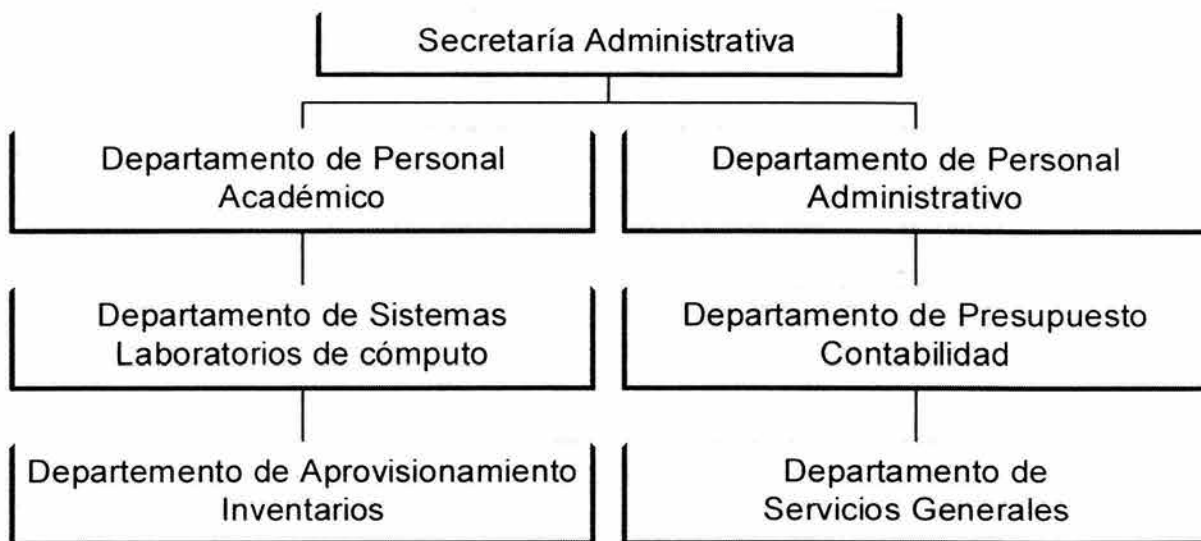 Secretaría Administrativa
Departamento de Personal
Académico
Departamento de Personal
Administrativo
Departamento de Sistemas
Laboratorios de cómputo
Departamento de Presupuesto
Contabilidad
Departemento de Aprovisionamiento
Inventarios
Departamento de
Servicios Generales